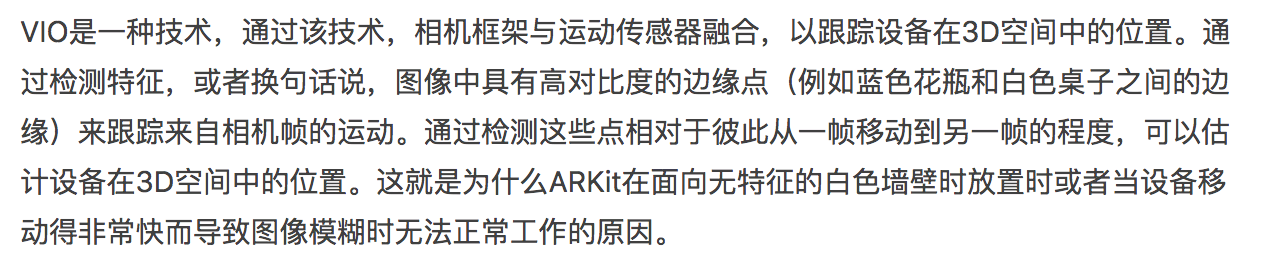 VIO是一种技术，通过该技术，相机框架与运动传感器融合，以跟踪设备在3D空间中的位置。通
过检测特征，或者换句话说，图像中具有高对比度的边缘点（例如蓝色花瓶和白色桌子之间的边
缘）来跟踪来自相机帧的运动。通过检测这些点相对于彼此从一帧移动到另一帧的程度，可以估
计设备在3D空间中的位置。这就是为什么ARKit在面向无特征的白色墙壁时放置时或者当设备移
动得非常快而导致图像模糊时无法正常工作的原因。